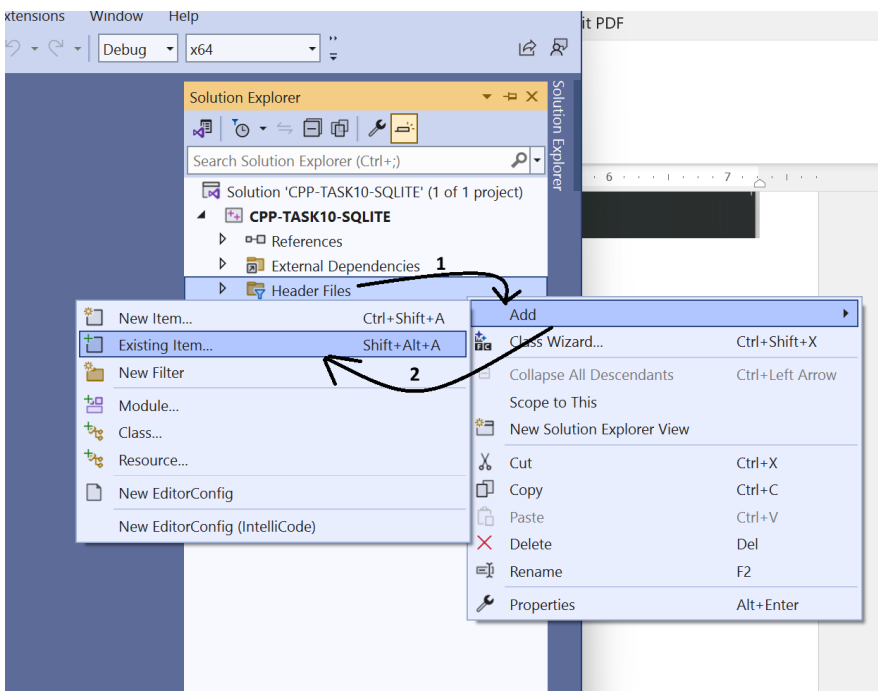 xtensions Window Help
it PDF
Debug x64
Solution Explorer
Solution Explorer
Search Solution Explorer (Ctrl+;)
6 7
Solution 'CPP-TASK10-SQLITE' (1 of 1 project)
CPP-TASK10-SQLITE
References
External Dependencies
1
Header Files
New Item... Ctrl+Shift+A
Existing Item... Shift+Alt+A
New Filter
Module...
Class...
Resource...
New EditorConfig
New EditorConfig (IntelliCode)
2
Add
Class Wizard... Ctrl+Shift+X
Collapse All Descendants Ctrl+Left Arrow
Scope to This
New Solution Explorer View
Cut Ctrl+X
Copy Ctrl+C
Paste Ctrl+V
Delete Del
Rename F2
Properties Alt+Enter